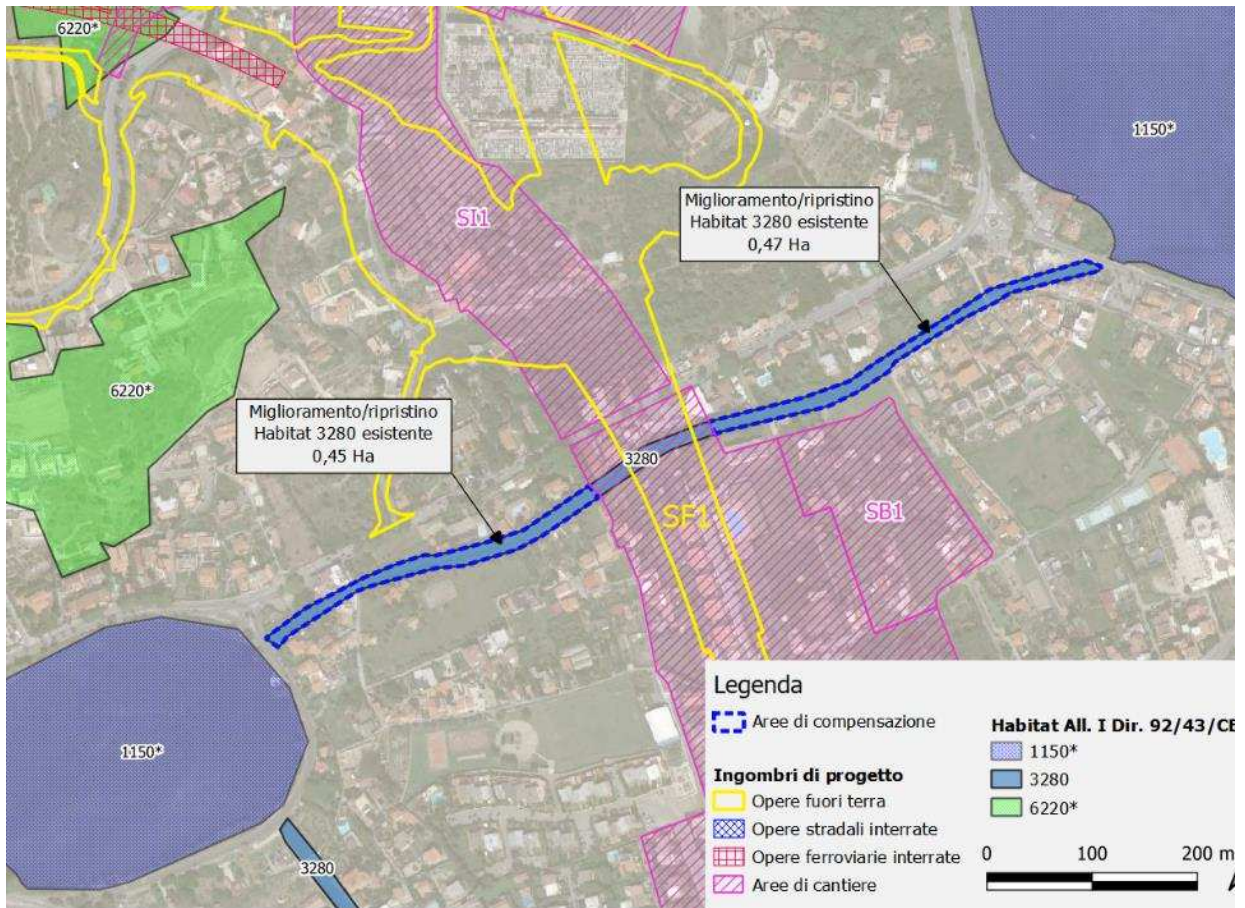 6220*
1150*
SI1
Miglioramento/ripristino
Habitat 3280 esistente
0,47 Ha
6220*
Miglioramento/ripristino
Habitat 3280 esistente
0,45 Ha
3280
SF1
SB1
1150*
3280
Legenda
Aree di compensazione
Ingombri di progetto
Opere fuori terra
Opere stradali interrate
Opere ferroviarie interrate
Aree di cantiere
Habitat All. I Dir. 92/43/CE
1150*
3280
6220*
0 100 200 m